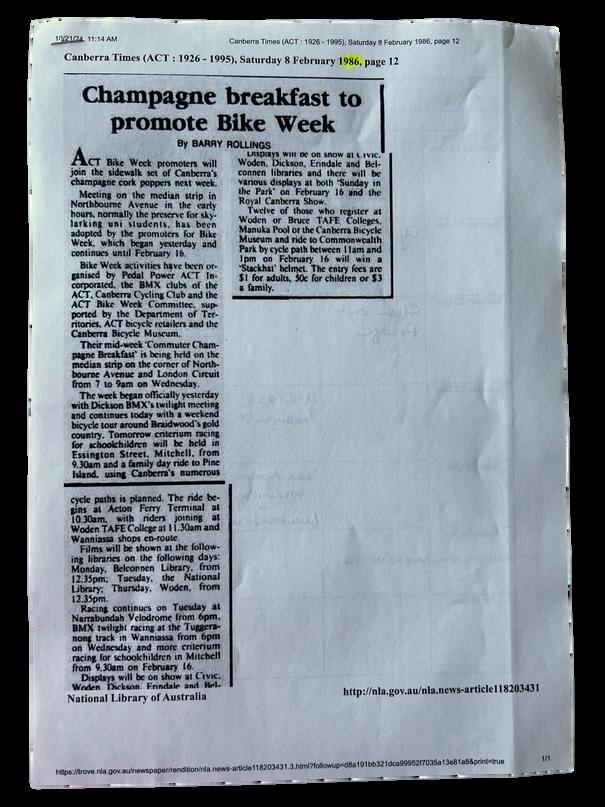 10/21/24, 11:14 AM
Canberra Times (ACT : 1926 - 1995), Saturday 8 February 1986, page 12
Canberra Times (ACT : 1926 - 1995), Saturday 8 February 1986, page 12
Champagne breakfast to
promote Bike Week
By BARRY ROLLINGS
ACT Bike Week promoters will
join the sidewalk set of Canberra's
champagne cork poppers next week.
Meeting on the median strip in
Northbourne Avenue in the early
hours, normally the preserve for sky-
larking uni students, has been
adopted by the promoters for Bike
Week, which began yesterday and
continues until February 16.
Bike Week activities have been or-
ganised by Pedal Power ACT In-
corporated, the BMX clubs of the
ACT, Canberra Cycling Club and the
ACT Bike Week Committee, sup-
ported by the Department of Ter-
ritories, ACT bicycle retailers and the
Canberra Bicycle Museum.
Their mid-week 'Commuter Cham-
pagne Breakfast' is being held on the
median strip on the corner of North-
bourne Avenue and London Circuit
from 7 to 9am on Wednesday.
The week began officially yesterday
with Dickson BMX's twilight meeting
and continues today with a weekend
bicycle tour around Braidwood's gold
country. Tomorrow criterium racing
for schoolchildren will be held in
Essington Street, Mitchell, from
9.30am and a family day ride to Pine
Island, using Canberra's numerous
cycle paths is planned. The ride be-
gins at Acton Ferry Terminal at
10.30am, with riders joining at
Woden TAFE College at 11.30am and
Wanniassa shops en-route.
Films will be shown at the follow-
ing libraries on the following days:
Monday, Belconnen Library, from
12.35pm; Tuesday, the National
Library; Thursday, Woden, from
12.35pm.
Racing continues on Tuesday at
Narrabundah Velodrome from 6pm,
BMX twilight racing at the Tuggera-
nong track in Wanniassa from 6pm
on Wednesday and more criterium
racing for schoolchildren in Mitchell
from 9.30am on February 16.
Displays will be on show at Civic,
Woden, Dickson, Erindale and Bel-
Displays will be on show at Civic,
Woden, Dickson, Erindale and Bel-
connen libraries and there will be
various displays at both 'Sunday in
the Park' on February 16 and the
Royal Canberra Show.
Twelve of those who register at
Woden or Bruce TAFE Colleges,
Manuka Pool or the Canberra Bicycle
Museum and ride to Commonwealth
Park by cycle path between 11am and
1pm on February 16 will win a
'Stackhat' helmet. The entry fees are
$1 for adults, 50c for children or $3
a family.
National Library of Australia
http://nla.gov.au/nla.news-article118203431
https://trove.nla.gov.au/newspaper/rendition/nla.news-article118203431.3.html?followup=d8a191bb321dca99952f7035a13e81a8&print=true
1/1